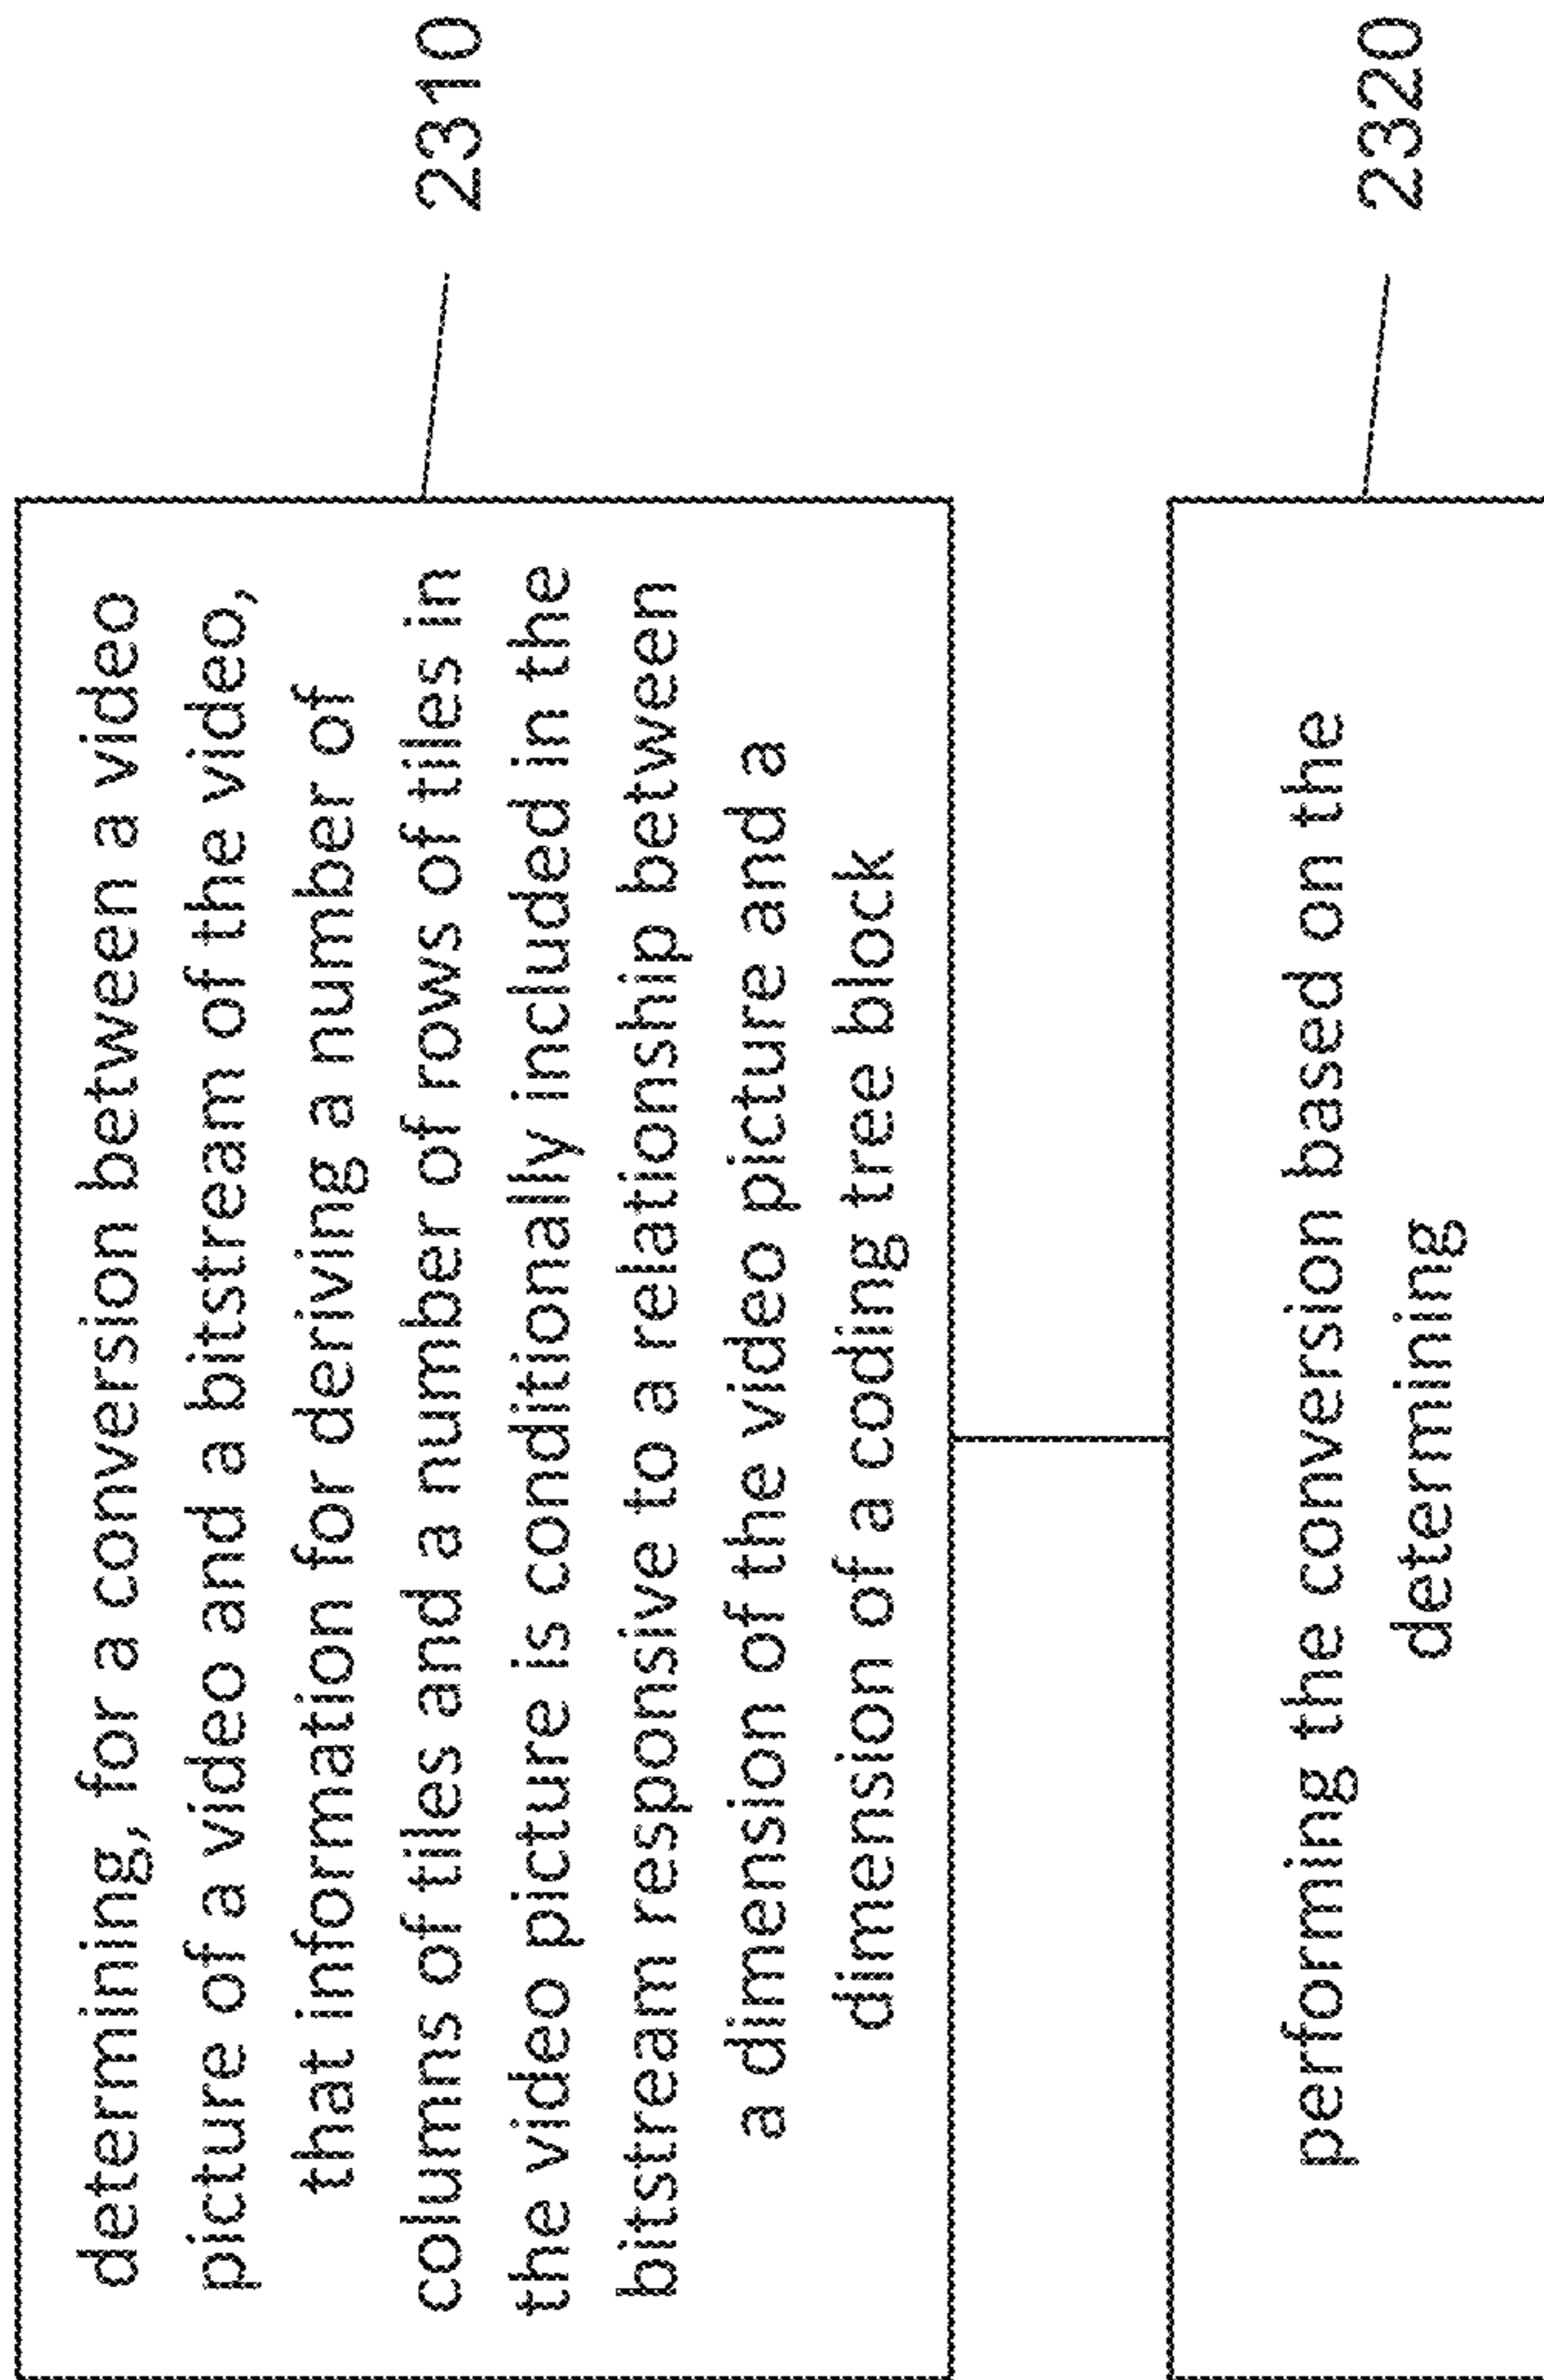 determining, for a conversion between a video
picture of a video and a bitstream of the video,
that information for deriving a number of
columns of tiles and a number of rows of tiles in
the video picture is conditionally included in the
bitstream responsive to a relationship between
a dimension of the video picture and a
dimension of a coding tree block
2310
performing the conversion based on the
determining
2320